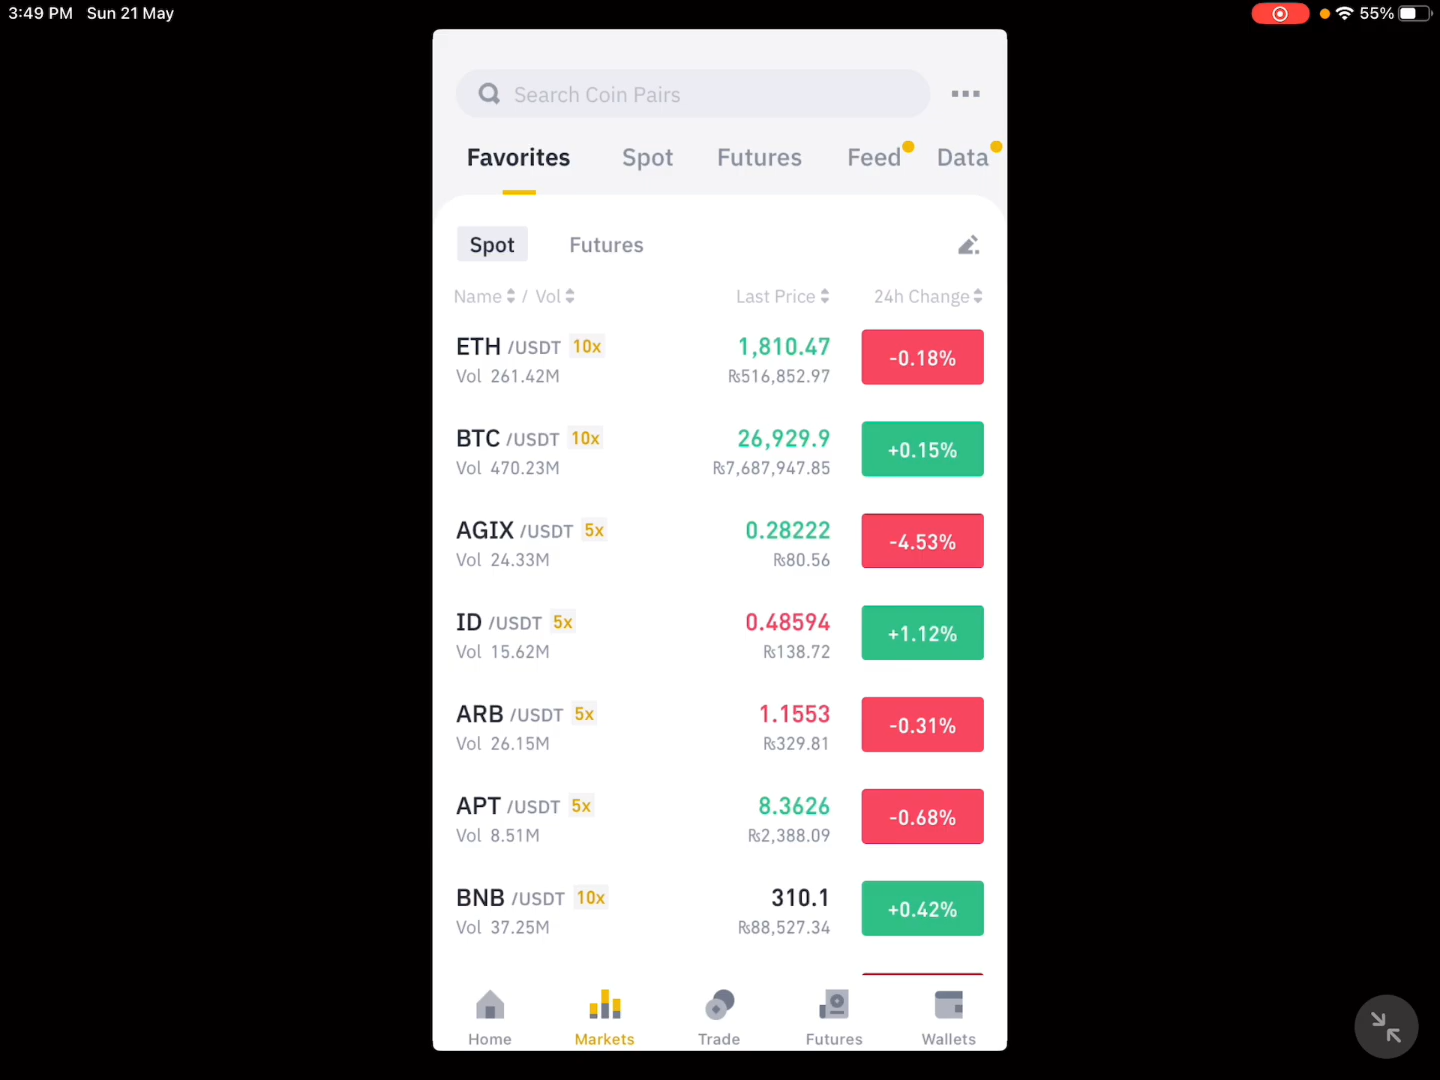 3:49 PM Sun 21 May 55%
Search Coin Pairs
Favorites Spot Futures Feed Data
Spot Futures
Name / Vol Last Price 24h Change
ETH /USDT 10x 1,810.47 -0.18%
Vol 261.42M ₨516,852.97
BTC /USDT 10x 26,929.9 +0.15%
Vol 470.23M ₨7,687,947.85
AGIX /USDT 5x 0.28222 -4.53%
Vol 24.33M ₨80.56
ID /USDT 5x 0.48594 +1.12%
Vol 15.62M ₨138.72
ARB /USDT 5x 1.1553 -0.31%
Vol 26.15M ₨329.81
APT /USDT 5x 8.3626 -0.68%
Vol 8.51M ₨2,388.09
BNB /USDT 10x 310.1 +0.42%
Vol 37.25M ₨88,527.34
Home Markets Trade Futures Wallets